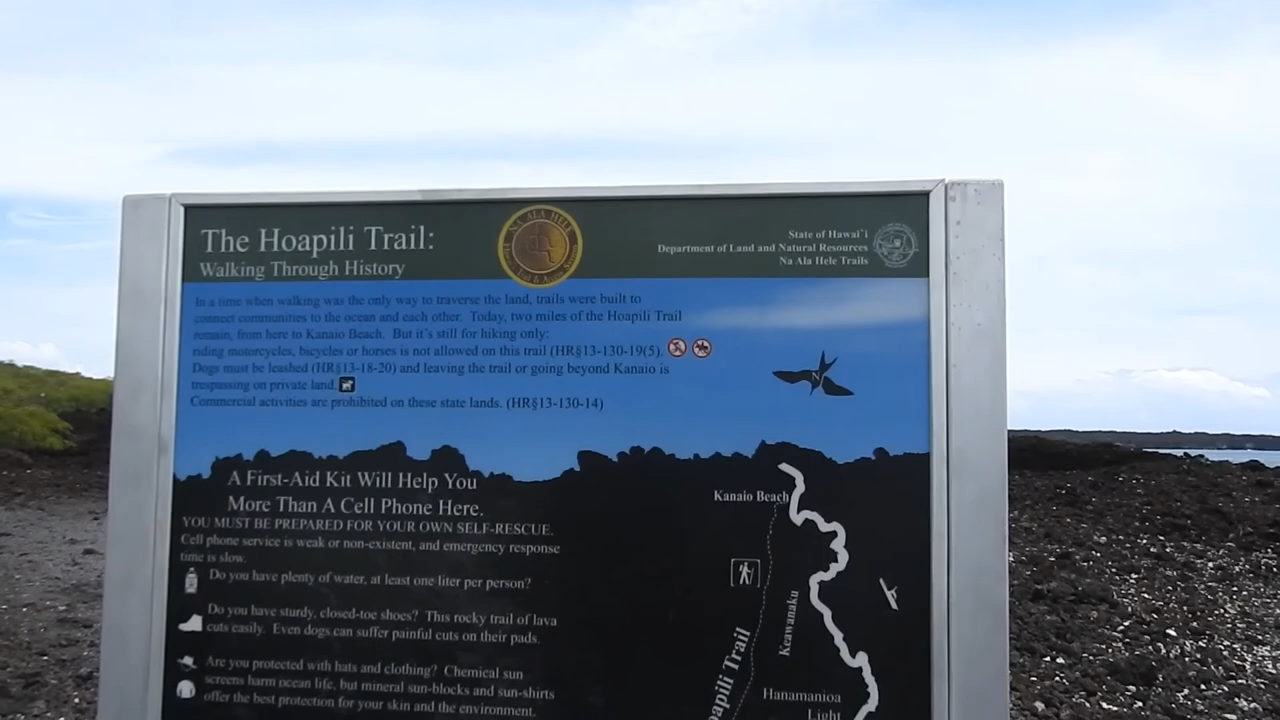 The Hoapili Trail:
Walking Through History
NA ALA HELE
State of Hawai`i
Department of Land and Natural Resources
Na Ala Hele Trails
In a time when walking was the only way to traverse the land, trails were built to
connect communities to the ocean and each other. Today, two miles of the Hoapili Trail
remain, from here to Kanaio Beach. But it's still for hiking only:
riding motorcycles, bicycles or horses is not allowed on this trail (HR§13-130-19(5).
Dogs must be leashed (HR§13-18-20) and leaving the trail or going beyond Kanaio is
trespassing on private land.
Commercial activities are prohibited on these state lands. (HR§13-130-14)
N
A First-Aid Kit Will Help You
More Than A Cell Phone Here.
YOU MUST BE PREPARED FOR YOUR OWN SELF-RESCUE.
Cell phone service is weak or non-existent, and emergency response
time is slow.
Do you have plenty of water, at least one liter per person?
Do you have sturdy, closed-toe shoes? This rocky trail of lava
cuts easily. Even dogs can suffer painful cuts on their pads.
Are you protected with hats and clothing? Chemical sun
screens harm ocean life, but mineral sun-blocks and sun-shirts
offer the best protection for your skin and the environment.
Kanaio Beach
Keawanaku
apili Trail
Hanamanioa
Light